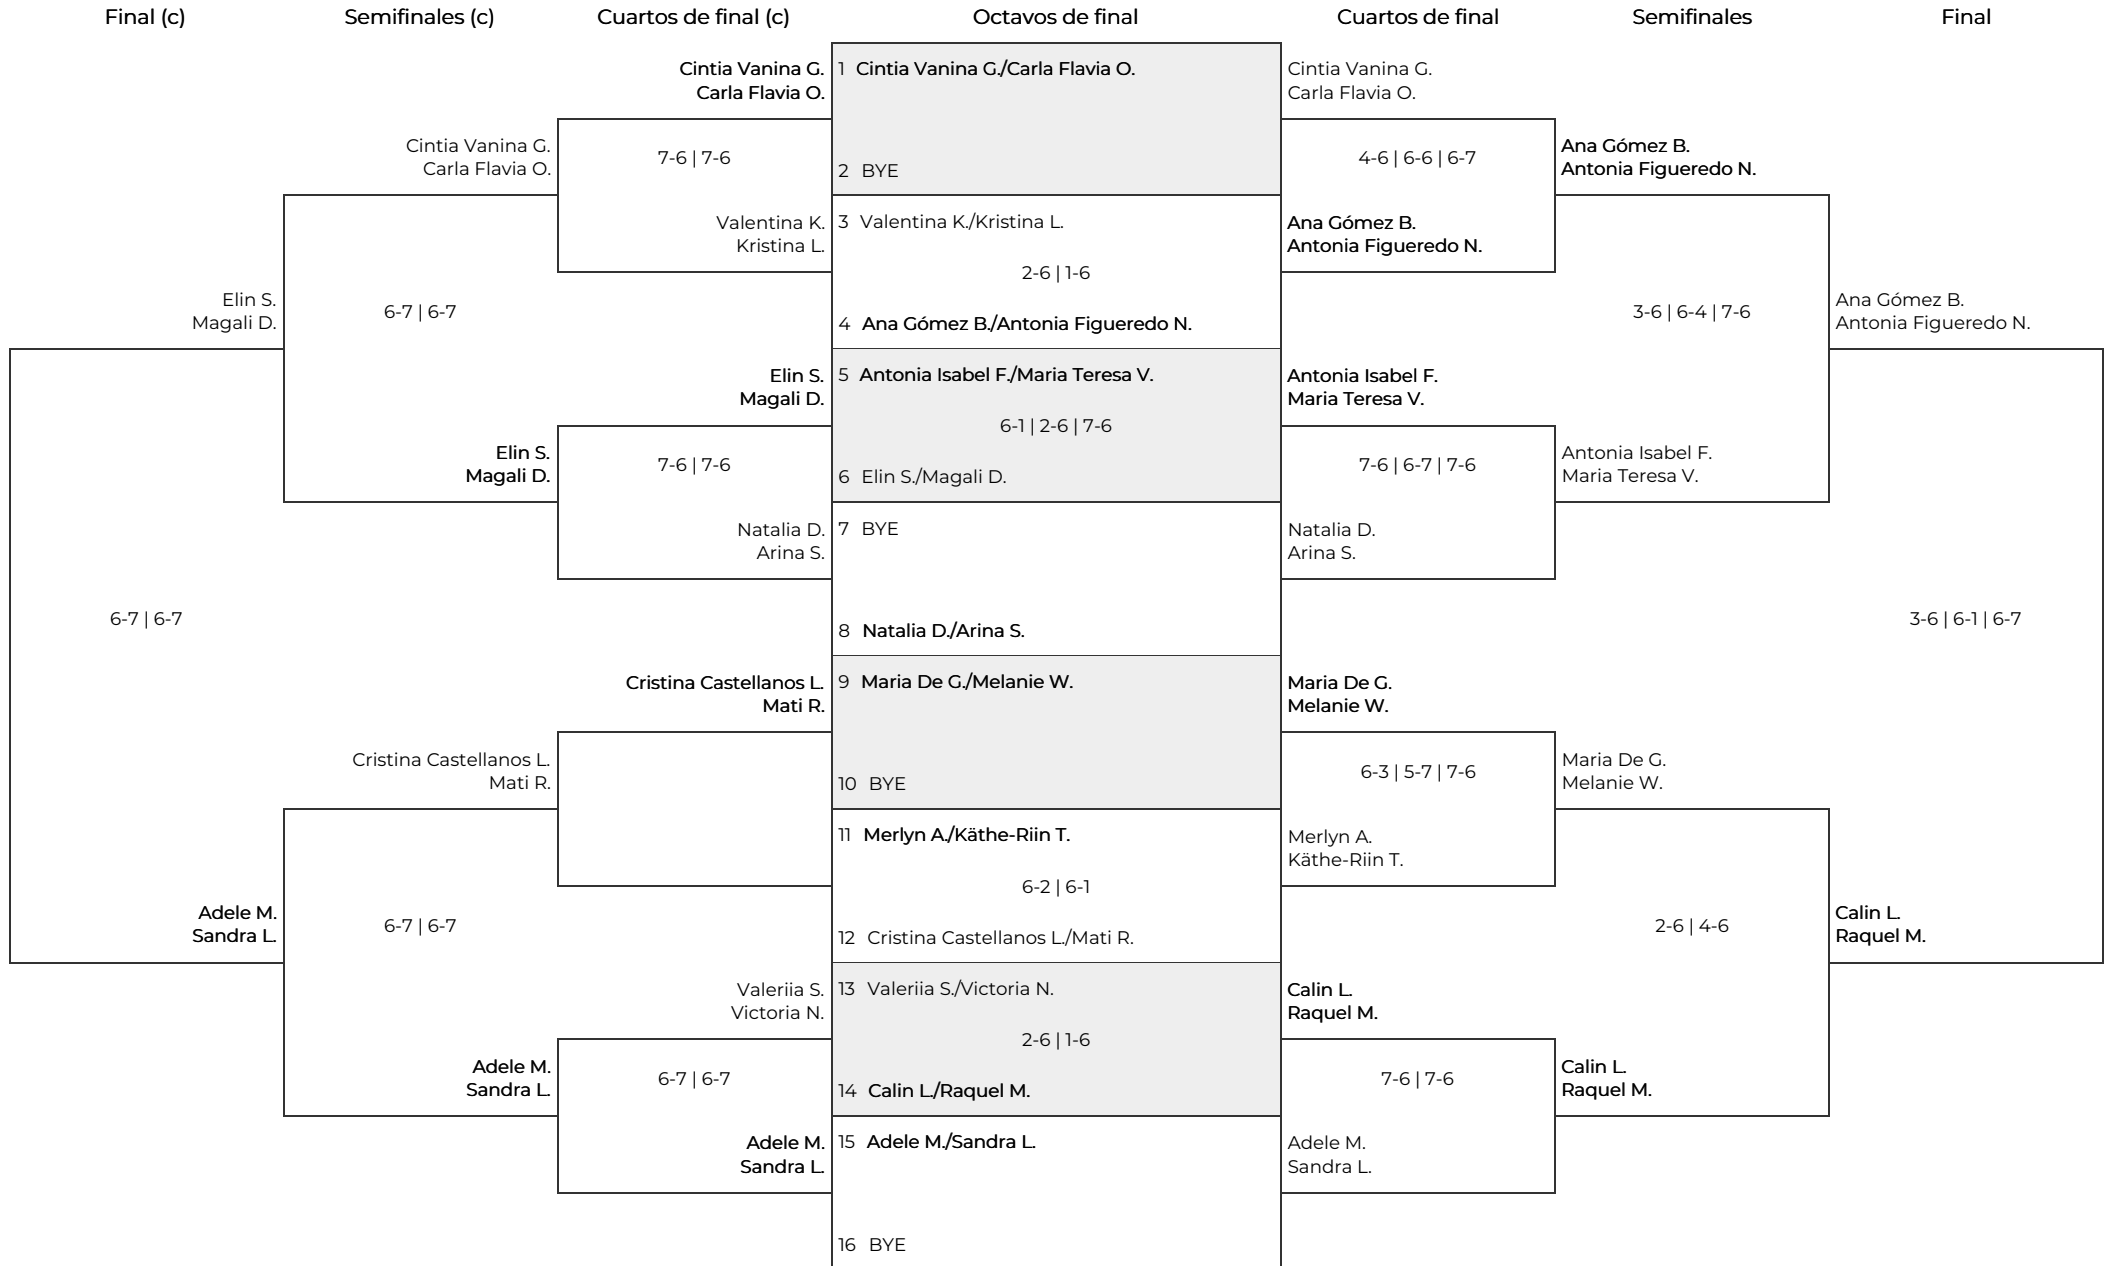 Final (c)
Semifinales (c)
Cuartos de final (c)
Octavos de final
Cuartos de final
Semifinales
Final
Elin S.
Magali D.
6-7 | 6-7
Adele M.
Sandra L.
Cintia Vanina G.
Carla Flavia O.
6-7 | 6-7
Elin S.
Magali D.
Cristina Castellanos L.
Mati R.
6-7 | 6-7
Adele M.
Sandra L.
Cintia Vanina G.
Carla Flavia O.
7-6 | 7-6
Valentina K.
Kristina L.
Elin S.
Magali D.
7-6 | 7-6
Natalia D.
Arina S.
Cristina Castellanos L.
Mati R.
Valeriia S.
Victoria N.
6-7 | 6-7
Adele M.
Sandra L.
1 Cintia Vanina G./Carla Flavia O.
2 BYE
3 Valentina K./Kristina L.
2-6 | 1-6
4 Ana Gómez B./Antonia Figueredo N.
5 Antonia Isabel F./Maria Teresa V.
6-1 | 2-6 | 7-6
6 Elin S./Magali D.
7 BYE
8 Natalia D./Arina S.
9 Maria De G./Melanie W.
10 BYE
11 Merlyn A./Käthe-Riin T.
6-2 | 6-1
12 Cristina Castellanos L./Mati R.
13 Valeriia S./Victoria N.
2-6 | 1-6
14 Calin L./Raquel M.
15 Adele M./Sandra L.
16 BYE
Cintia Vanina G.
Carla Flavia O.
4-6 | 6-6 | 6-7
Ana Gómez B.
Antonia Figueredo N.
Antonia Isabel F.
Maria Teresa V.
7-6 | 6-7 | 7-6
Natalia D.
Arina S.
Maria De G.
Melanie W.
6-3 | 5-7 | 7-6
Merlyn A.
Käthe-Riin T.
Calin L.
Raquel M.
7-6 | 7-6
Adele M.
Sandra L.
Ana Gómez B.
Antonia Figueredo N.
3-6 | 6-4 | 7-6
Antonia Isabel F.
Maria Teresa V.
Maria De G.
Melanie W.
2-6 | 4-6
Calin L.
Raquel M.
Ana Gómez B.
Antonia Figueredo N.
3-6 | 6-1 | 6-7
Calin L.
Raquel M.